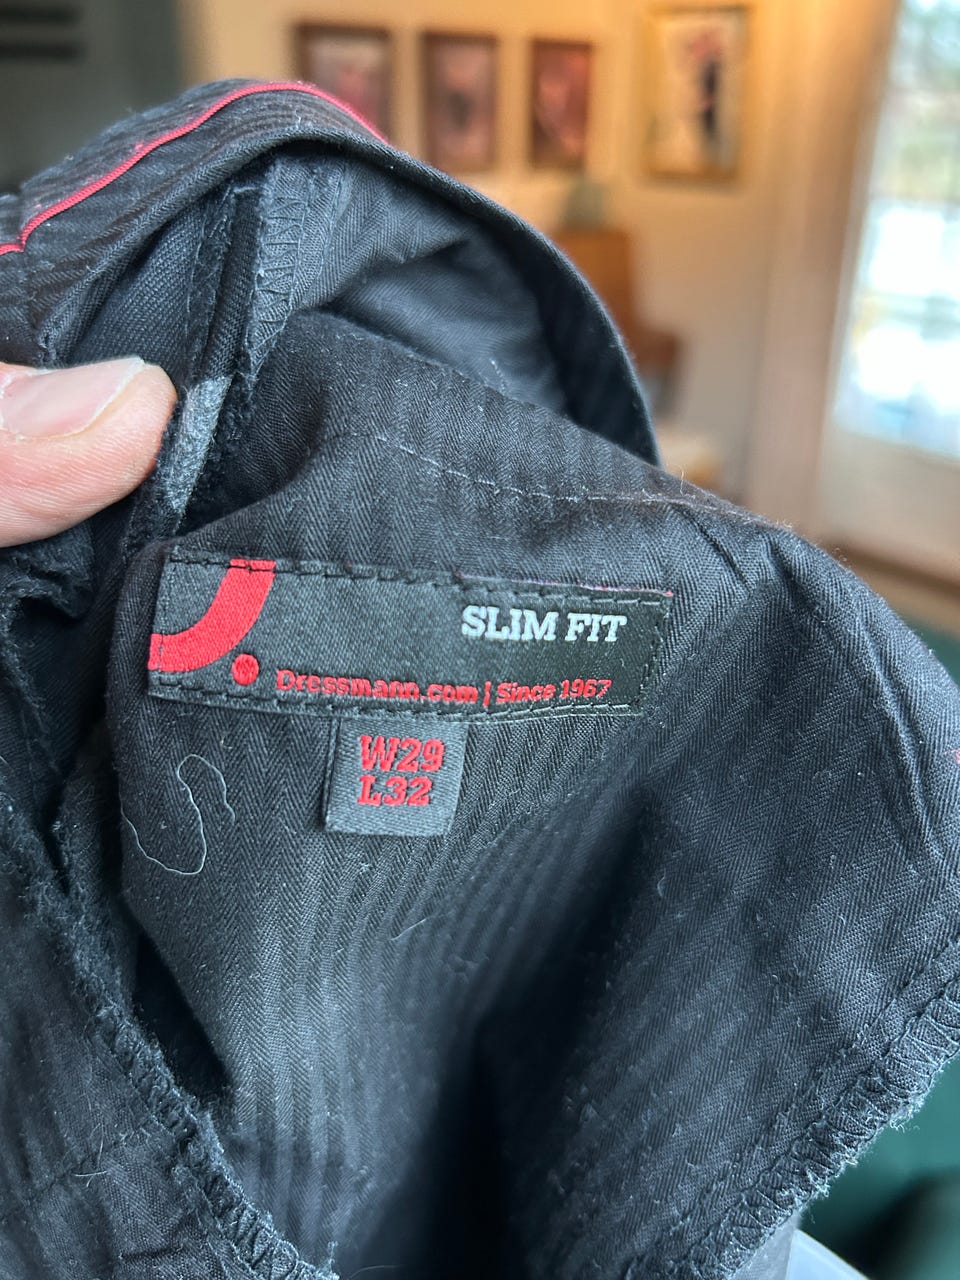 SLIM FIT
Dressmann.com | Since 1967
W29
L32